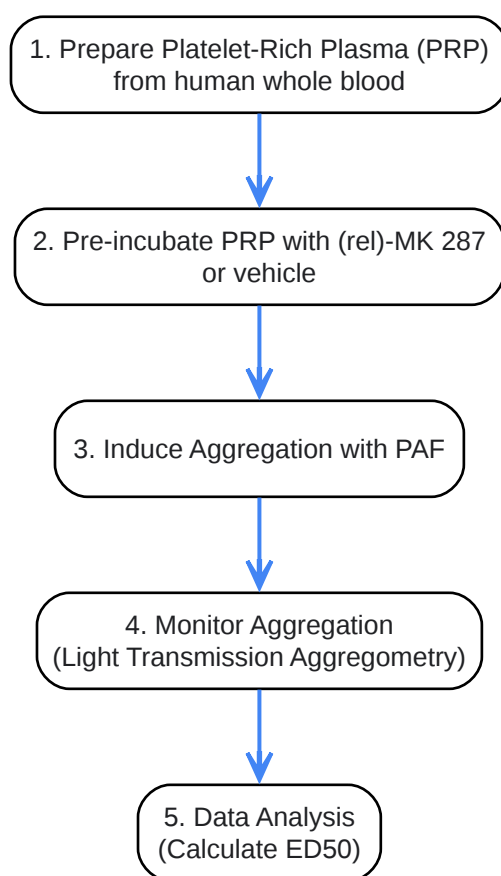 1. Prepare Platelet-Rich Plasma (PRP)
from human whole blood
2. Pre-incubate PRP with (rel)-MK 287
or vehicle
3. Induce Aggregation with PAF
4. Monitor Aggregation
(Light Transmission Aggregometry)
5. Data Analysis
(Calculate ED50)